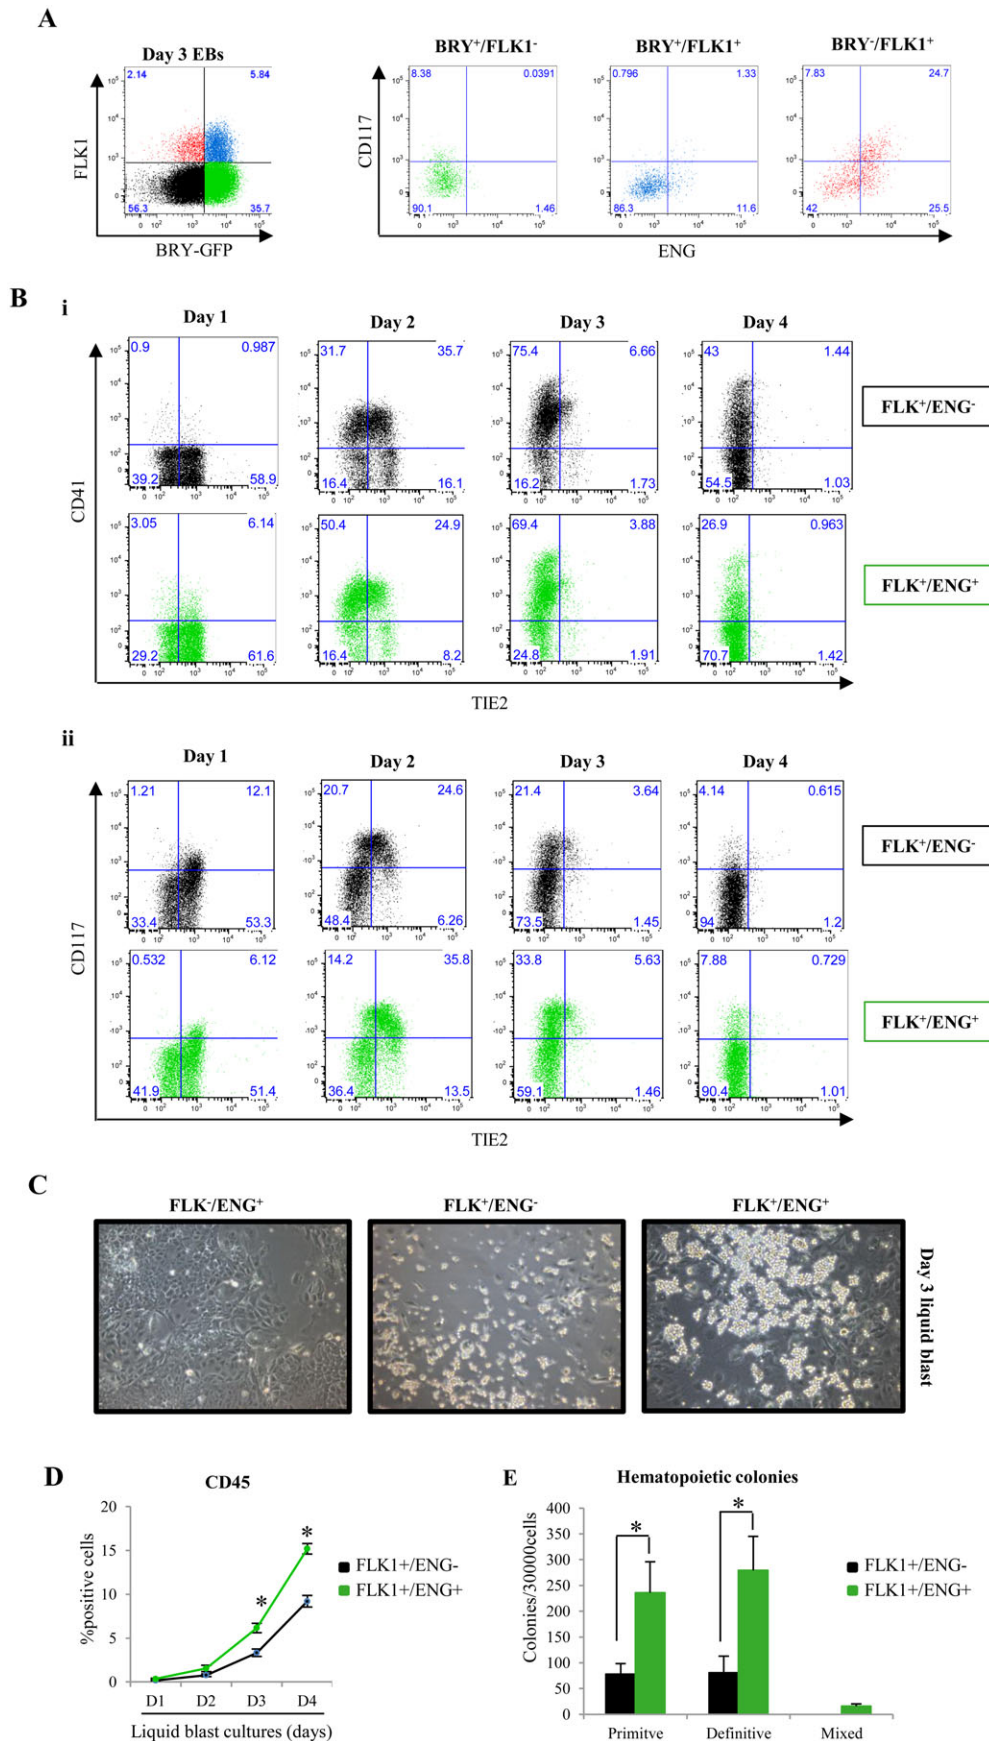 A
Day 3 EBs
BRY+/FLK1-
BRY+/FLK1+
BRY-/FLK1+
2.14 5.84
56.3 35.7
FLK1
BRY-GFP
8.38 0.0391
90.1 1.46
0.796 1.33
86.3 11.6
7.83 24.7
42 25.5
CD117
ENG
B
i
Day 1
Day 2
Day 3
Day 4
0.9 0.987
39.2 58.9
31.7 35.7
16.4 16.1
75.4 6.66
16.2 1.73
43 1.44
54.5 1.03
FLK+/ENG-
3.05 6.14
29.2 61.6
50.4 24.9
16.4 8.2
69.4 3.88
24.8 1.91
26.9 0.963
70.7 1.42
FLK+/ENG+
CD41
TIE2
ii
Day 1
Day 2
Day 3
Day 4
1.21 12.1
33.4 53.3
20.7 24.6
48.4 6.26
21.4 3.64
73.5 1.45
4.14 0.615
94 1.2
FLK+/ENG-
0.532 6.12
41.9 51.4
14.2 35.8
36.4 13.5
33.8 5.63
59.1 1.46
7.88 0.729
90.4 1.01
FLK+/ENG+
CD117
TIE2
C
FLK-/ENG+
FLK+/ENG-
FLK+/ENG+
Day 3 liquid blast
D
CD45
%positive cells
20
15
10
5
0
*
*
D1 D2 D3 D4
Liquid blast cultures (days)
FLK1+/ENG-
FLK1+/ENG+
E
Hematopoietic colonies
Colonies/30000cells
400
350
300
250
200
150
100
50
0
*
*
Primitve Definitive Mixed
FLK1+/ENG-
FLK1+/ENG+